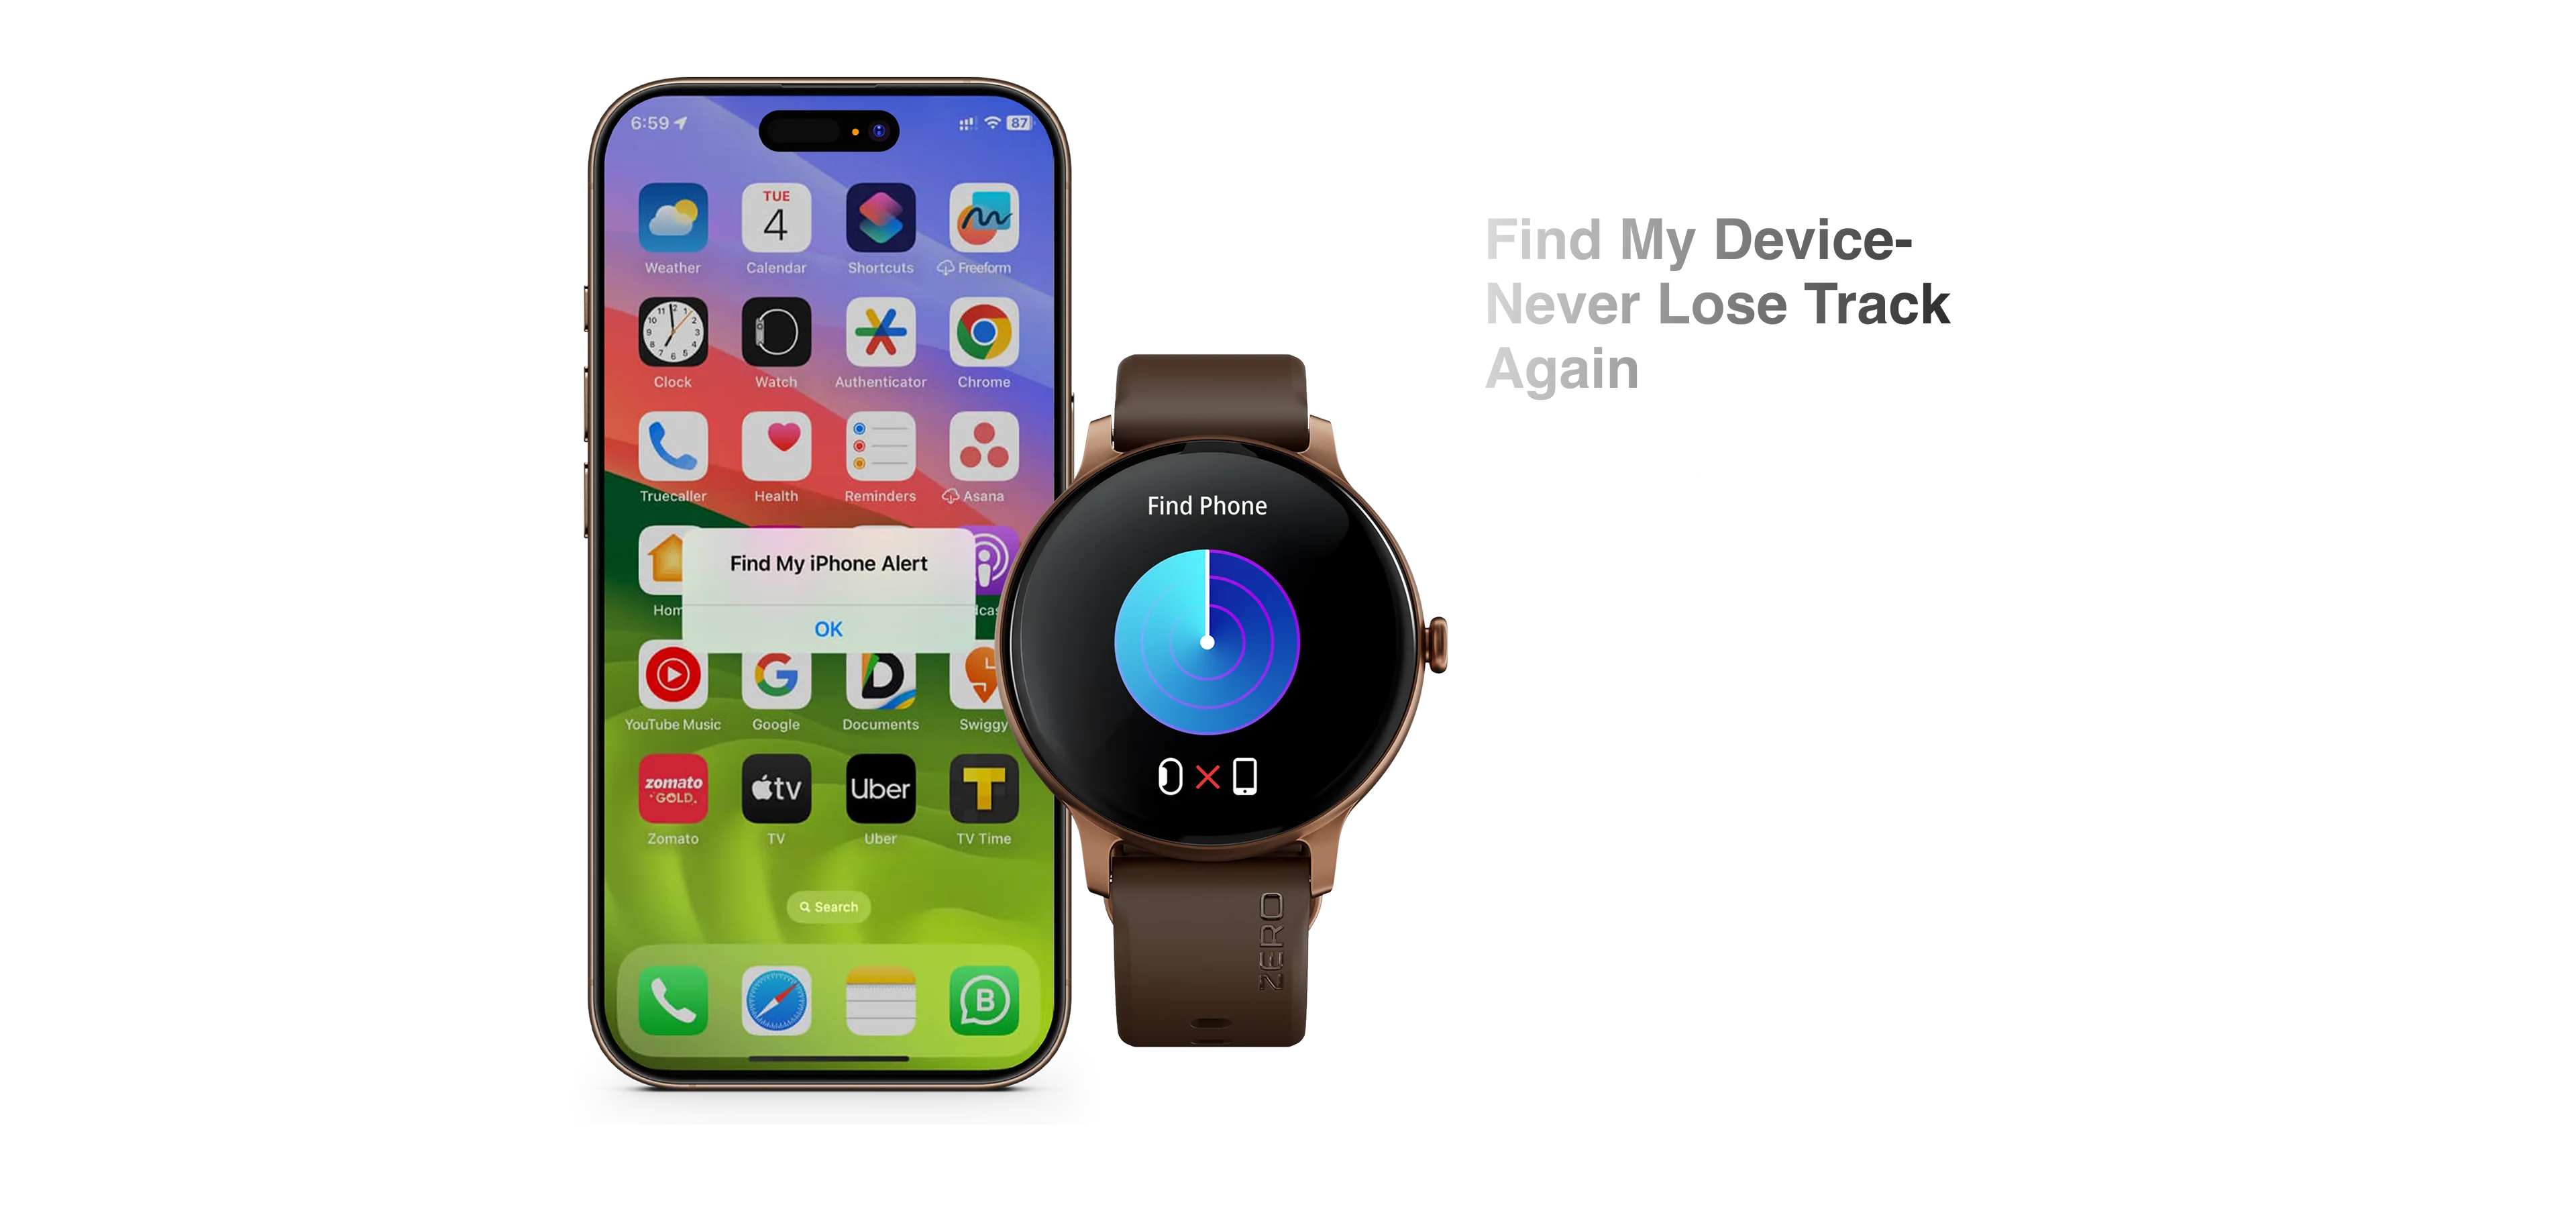 6:59
87
TUE
4
Weather
Calendar
Shortcuts
Freeform
Clock
Watch
Authenticator
Chrome
Truecaller
Health
Reminders
Asana
Find My iPhone Alert
OK
YouTube Music
Google
Documents
Swiggy
zomato
GOLD
tv
Uber
T
Zomato
TV
Uber
TV Time
Search
B
Find Phone
ZERO
Find My Device-
Never Lose Track
Again